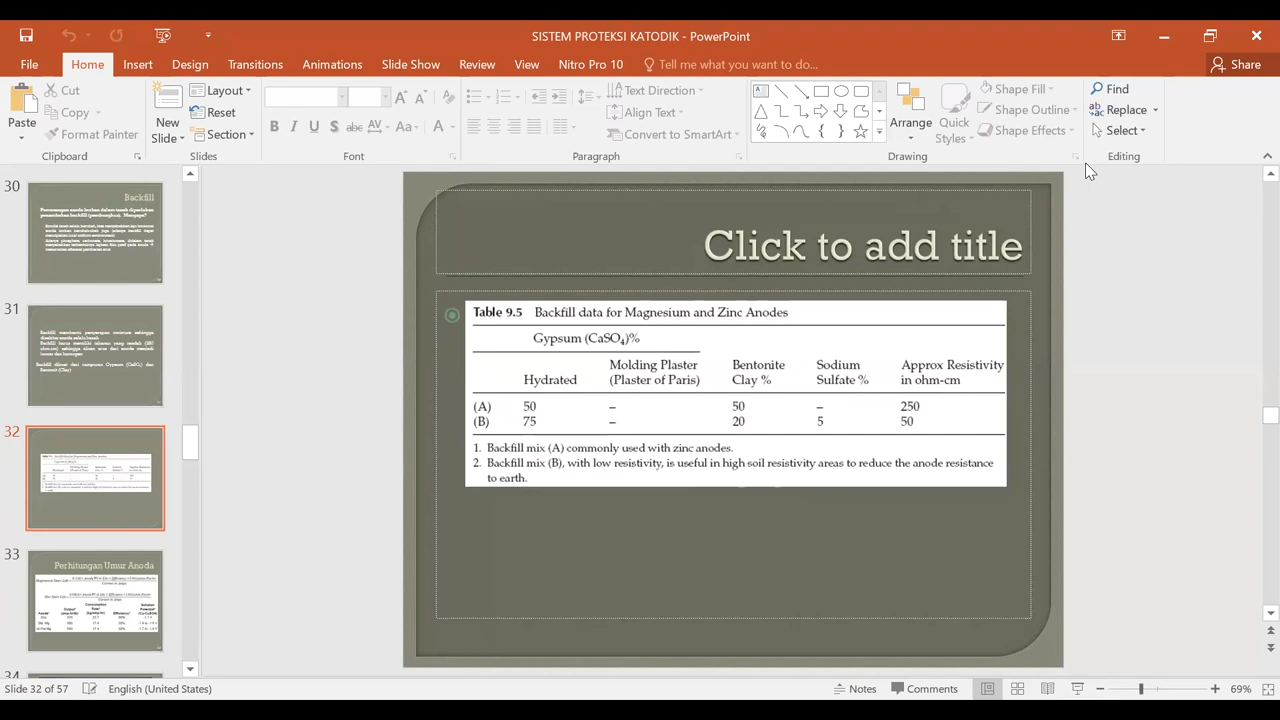 SISTEM PROTEKSI KATODIK - PowerPoint
File Home Insert Design Transitions Animations Slide Show Review View Nitro Pro 10 Tell me what you want to do... Share
Paste
Cut
Copy
Format Painter
Clipboard
New Slide
Layout
Reset
Section
Slides
B I U S abc AV Aa A
Font
Text Direction
Align Text
Convert to SmartArt
Paragraph
Arrange
Quick Styles
Shape Fill
Shape Outline
Shape Effects
Drawing
Find
Replace
Select
Editing
30
Backfill
31
32
33
Perhitungan Umur Anoda
34
Click to add title
Table 9.5 Backfill data for Magnesium and Zinc Anodes
Gypsum (CaSO4)%
Hydrated
Molding Plaster (Plaster of Paris)
Bentonite Clay %
Sodium Sulfate %
Approx Resistivity in ohm-cm
(A) 50 – 50 – 250
(B) 75 – 20 5 50
1. Backfill mix (A) commonly used with zinc anodes.
2. Backfill mix (B), with low resistivity, is useful in high soil resistivity areas to reduce the anode resistance
to earth.
Slide 32 of 57 English (United States) Notes Comments 69%